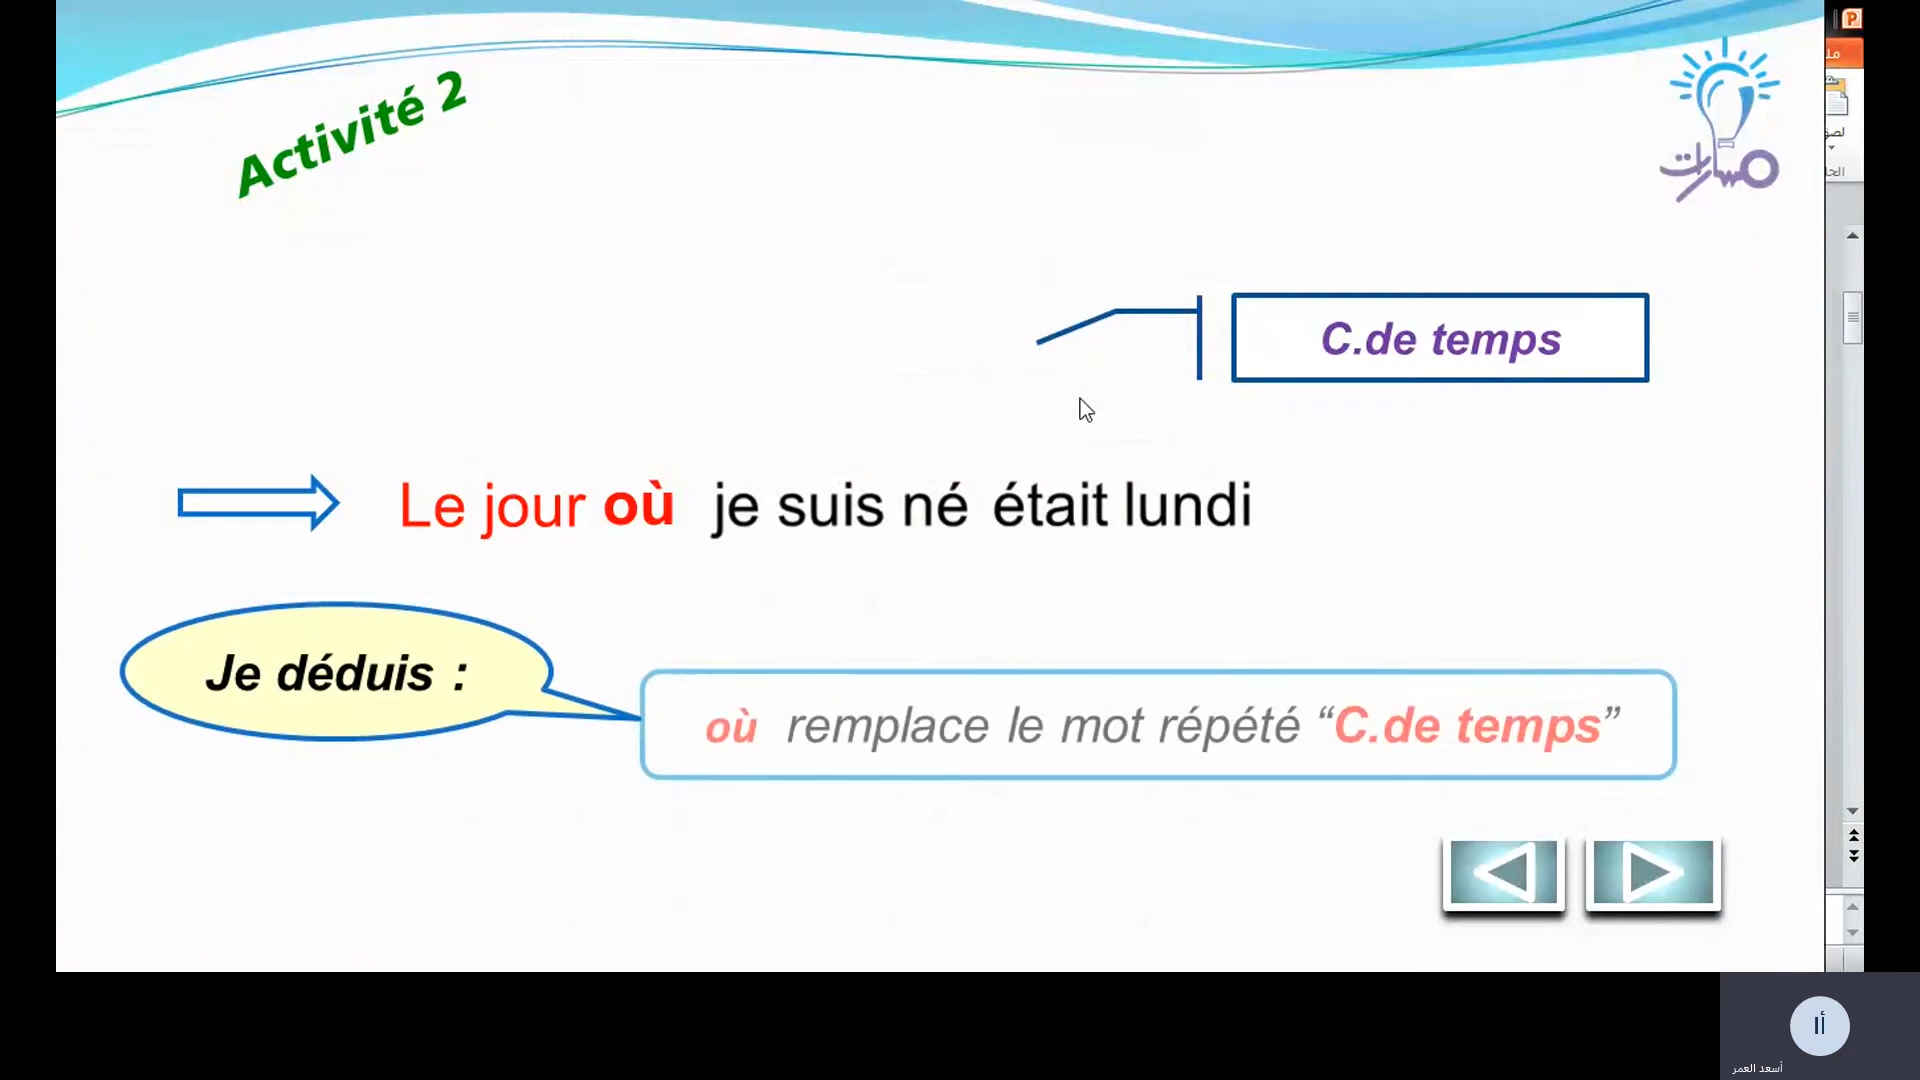 Activité 2
مسارات
C.de temps
Le jour où je suis né était lundi
Je déduis :
où remplace le mot répété “C.de temps”
أا
أسعد العمر